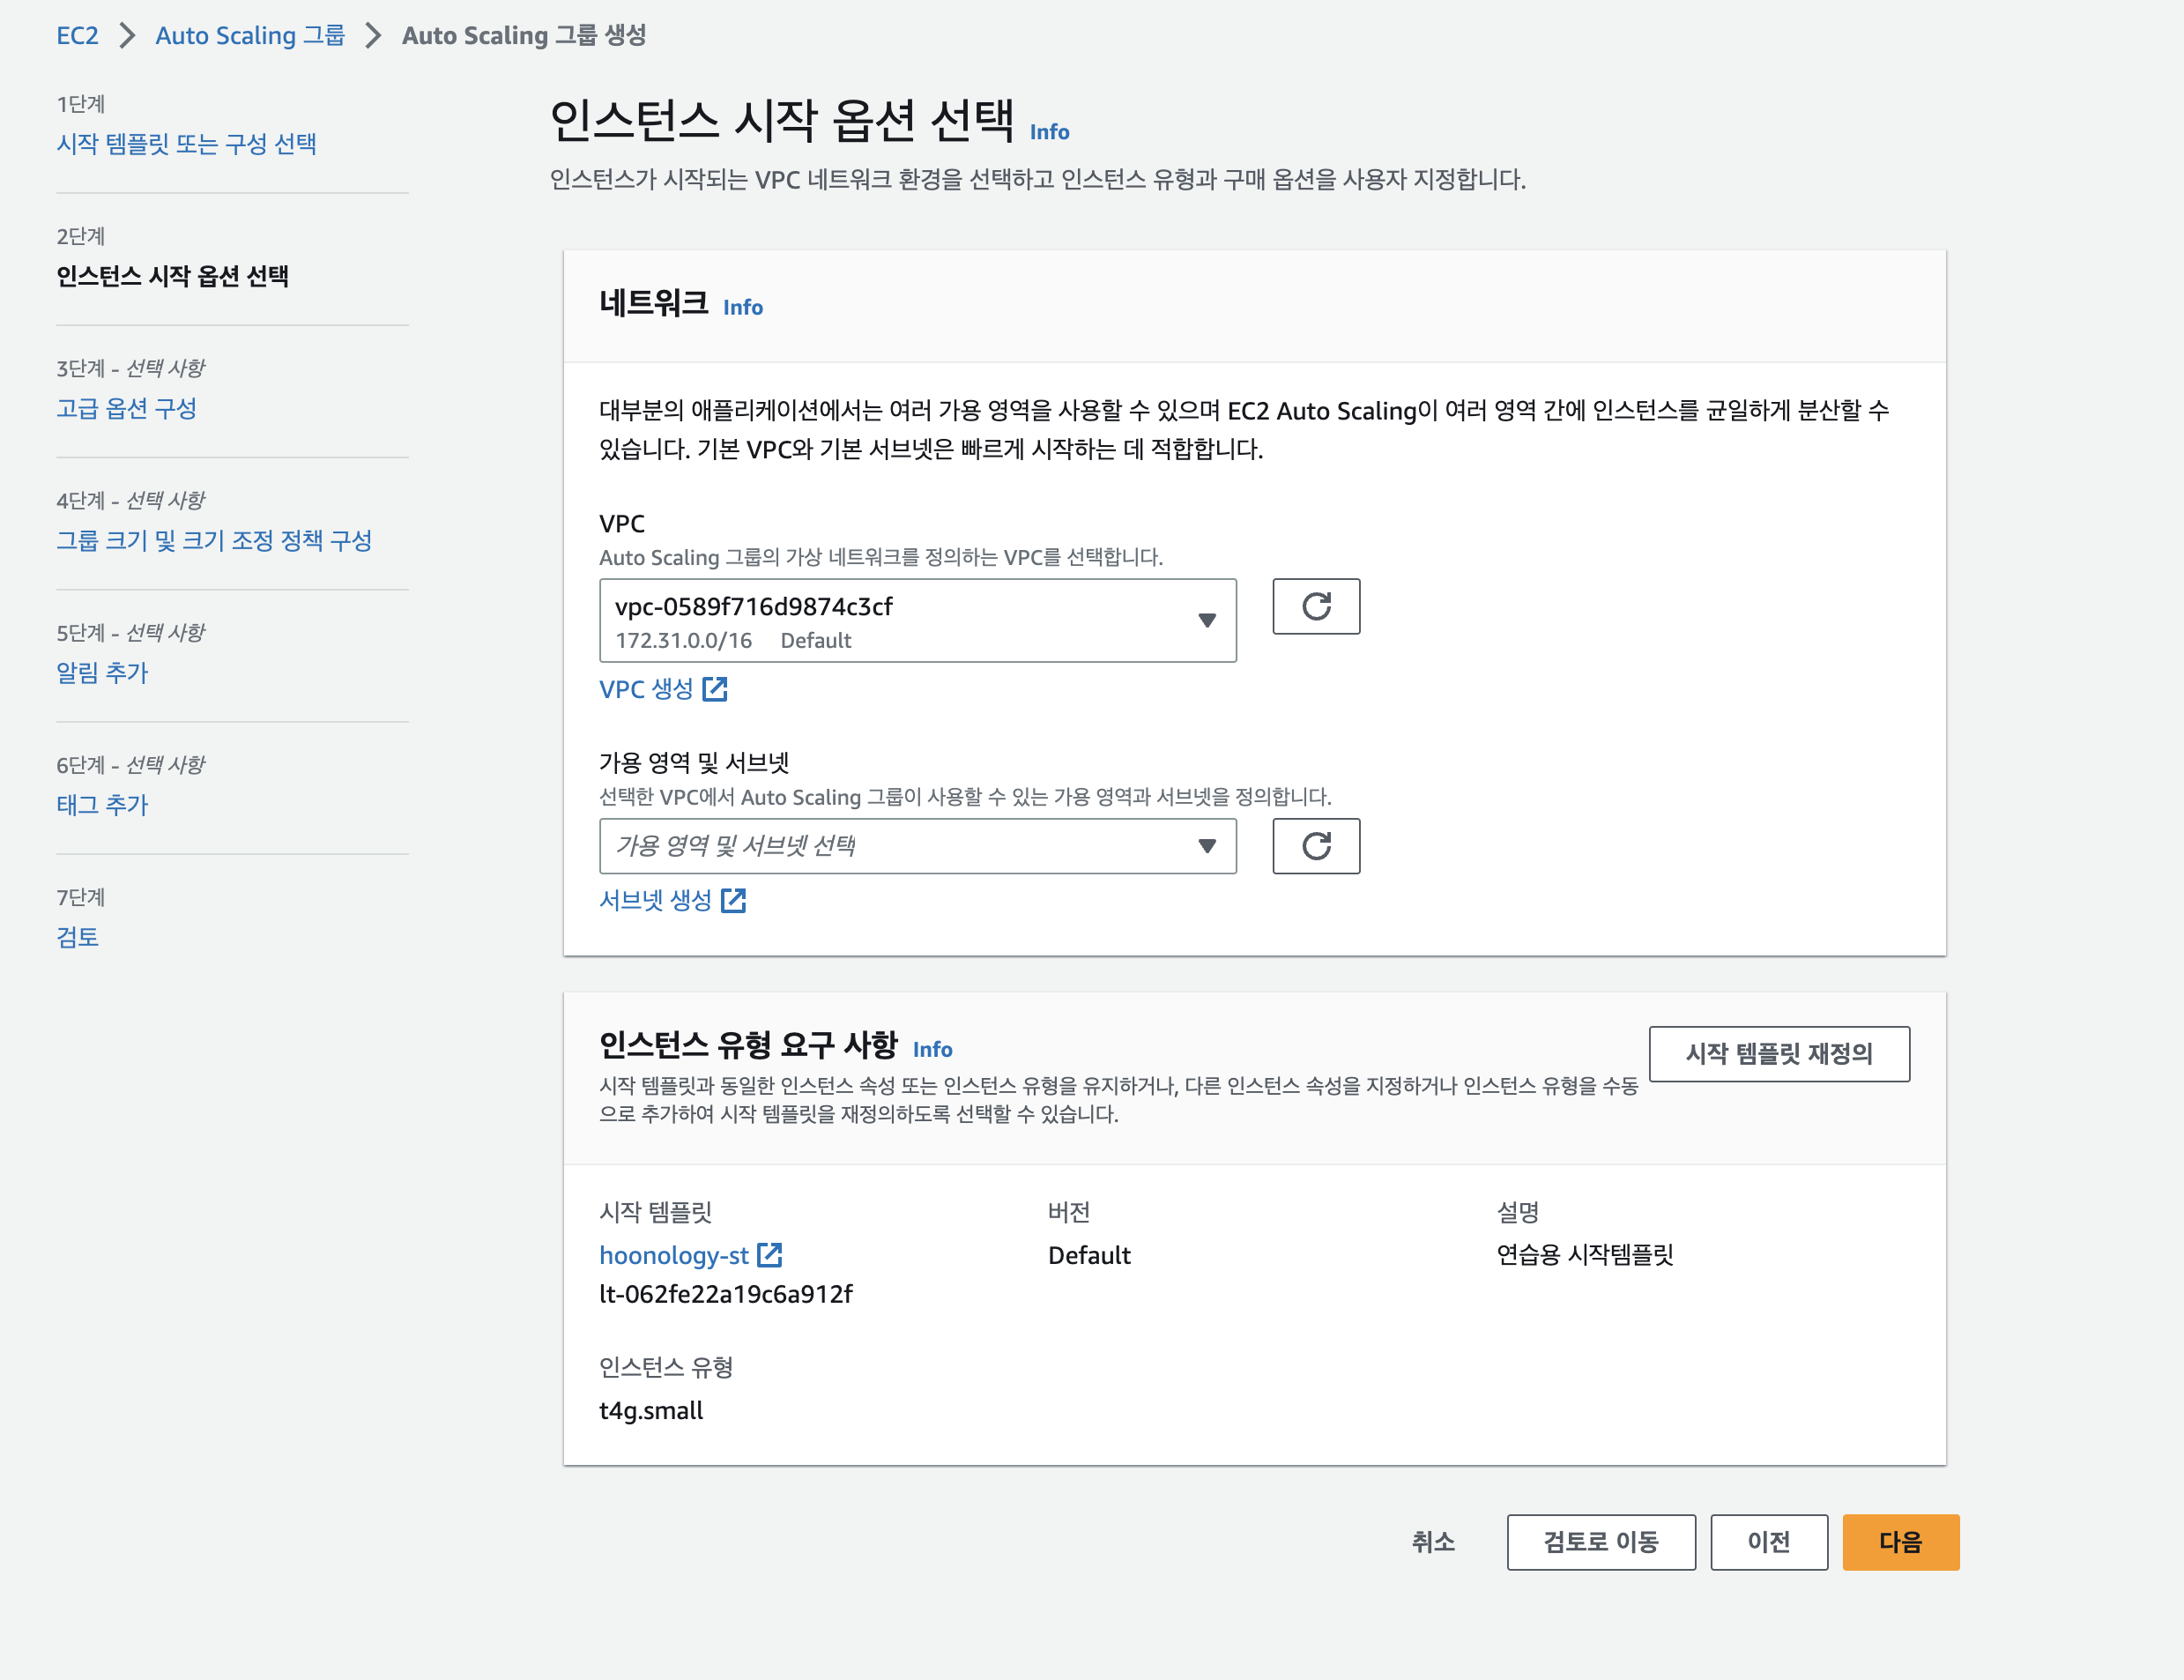 EC2 > Auto Scaling 그룹 > Auto Scaling 그룹 생성
1단계
시작 템플릿 또는 구성 선택
2단계
인스턴스 시작 옵션 선택
3단계 - 선택 사항
고급 옵션 구성
4단계 - 선택 사항
그룹 크기 및 크기 조정 정책 구성
5단계 - 선택 사항
알림 추가
6단계 - 선택 사항
태그 추가
7단계
검토
인스턴스 시작 옵션 선택 Info
인스턴스가 시작되는 VPC 네트워크 환경을 선택하고 인스턴스 유형과 구매 옵션을 사용자 지정합니다.
네트워크 Info
대부분의 애플리케이션에서는 여러 가용 영역을 사용할 수 있으며 EC2 Auto Scaling이 여러 영역 간에 인스턴스를 균일하게 분산할 수
있습니다. 기본 VPC와 기본 서브넷은 빠르게 시작하는 데 적합합니다.
VPC
Auto Scaling 그룹의 가상 네트워크를 정의하는 VPC를 선택합니다.
vpc-0589f716d9874c3cf
172.31.0.0/16 Default
VPC 생성
가용 영역 및 서브넷
선택한 VPC에서 Auto Scaling 그룹이 사용할 수 있는 가용 영역과 서브넷을 정의합니다.
가용 영역 및 서브넷 선택
서브넷 생성
인스턴스 유형 요구 사항 Info
시작 템플릿 재정의
시작 템플릿과 동일한 인스턴스 속성 또는 인스턴스 유형을 유지하거나, 다른 인스턴스 속성을 지정하거나 인스턴스 유형을 수동
으로 추가하여 시작 템플릿을 재정의하도록 선택할 수 있습니다.
시작 템플릿 버전 설명
hoonology-st Default 연습용 시작템플릿
lt-062fe22a19c6a912f
인스턴스 유형
t4g.small
취소 검토로 이동 이전 다음